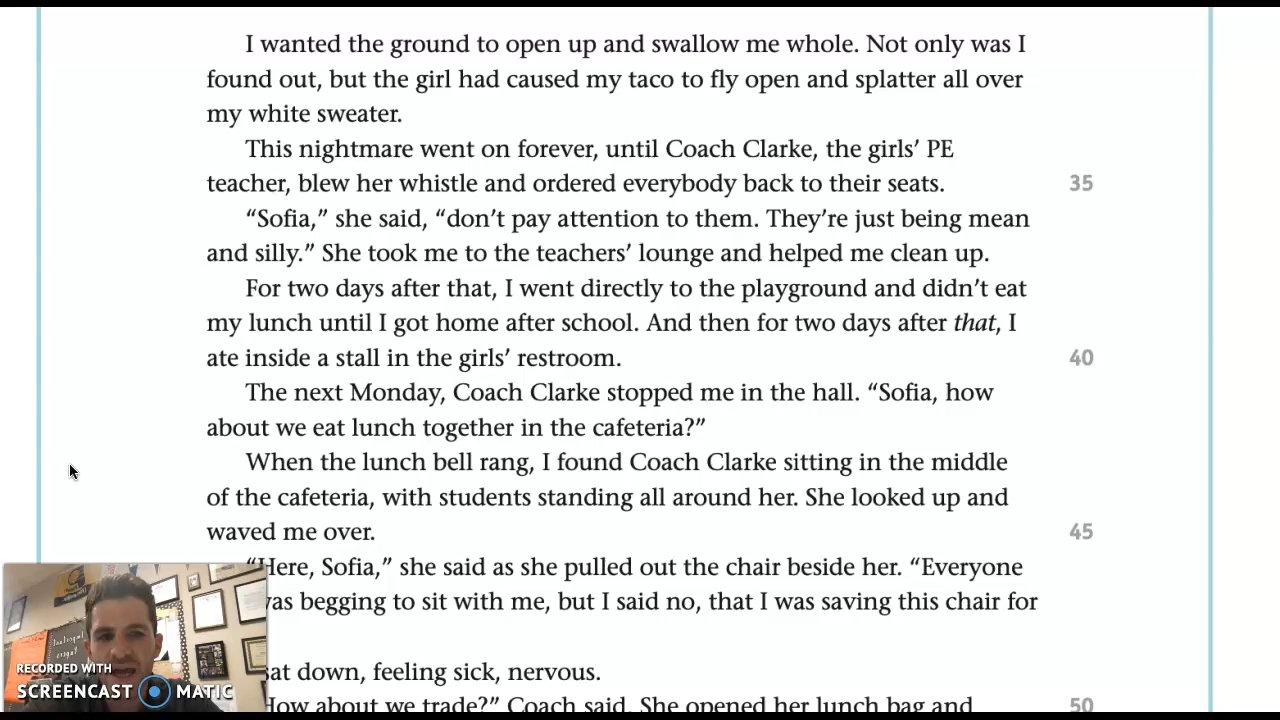 I wanted the ground to open up and swallow me whole. Not only was I
found out, but the girl had caused my taco to fly open and splatter all over
my white sweater.
This nightmare went on forever, until Coach Clarke, the girls’ PE
teacher, blew her whistle and ordered everybody back to their seats. 35
“Sofia,” she said, “don’t pay attention to them. They’re just being mean
and silly.” She took me to the teachers’ lounge and helped me clean up.
For two days after that, I went directly to the playground and didn’t eat
my lunch until I got home after school. And then for two days after that, I
ate inside a stall in the girls’ restroom. 40
The next Monday, Coach Clarke stopped me in the hall. “Sofia, how
about we eat lunch together in the cafeteria?”
When the lunch bell rang, I found Coach Clarke sitting in the middle
of the cafeteria, with students standing all around her. She looked up and
waved me over. 45
“Here, Sofia,” she said as she pulled out the chair beside her. “Everyone
was begging to sit with me, but I said no, that I was saving this chair for
sat down, feeling sick, nervous.
How about we trade?” Coach said. She opened her lunch bag and 50
RECORDED WITH
SCREENCAST MATIC